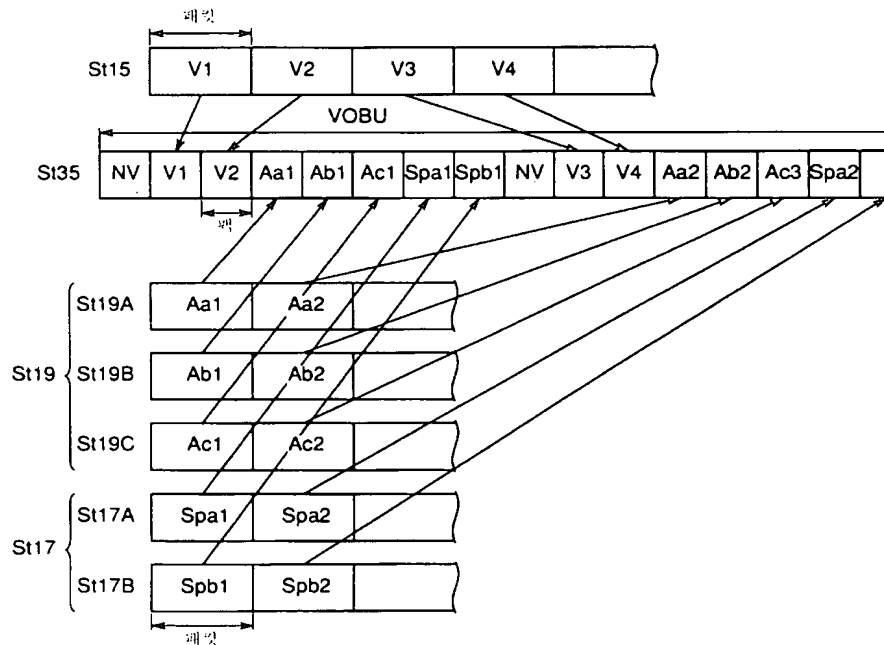 패킷
St15 V1 V2 V3 V4
VOBU
St35 NV V1 V2 Aa1 Ab1 Ac1 Spa1 Spb1 NV V3 V4 Aa2 Ab2 Ac3 Spa2
팩
St19A Aa1 Aa2
St19 St19B Ab1 Ab2
St19C Ac1 Ac2
St17A Spa1 Spa2
St17
St17B Spb1 Spb2
패킷